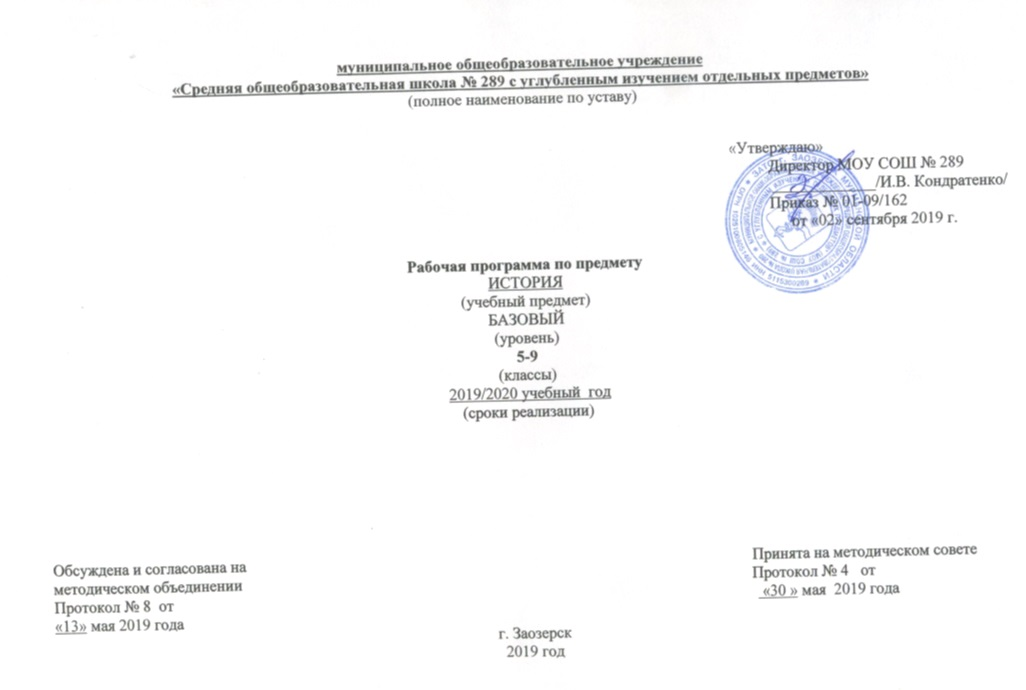 муниципальное общеобразовательное учреждение
«Средняя общеобразовательная школа № 289 с углубленным изучением отдельных предметов»
(полное наименование по уставу)
«Утверждаю»
Директор МОУ СОШ № 289
/И.В. Кондратенко/
Приказ № 01-09/162
от «02» сентября 2019 г.
Рабочая программа по предмету
ИСТОРИЯ
(учебный предмет)
БАЗОВЫЙ
(уровень)
5-9
(классы)
2019/2020 учебный год
(сроки реализации)
Обсуждена и согласована на
методическом объединении
Протокол № 8 от
«13» мая 2019 года
Принята на методическом совете
Протокол № 4 от
«30 » мая 2019 года
г. Заозерск
2019 год